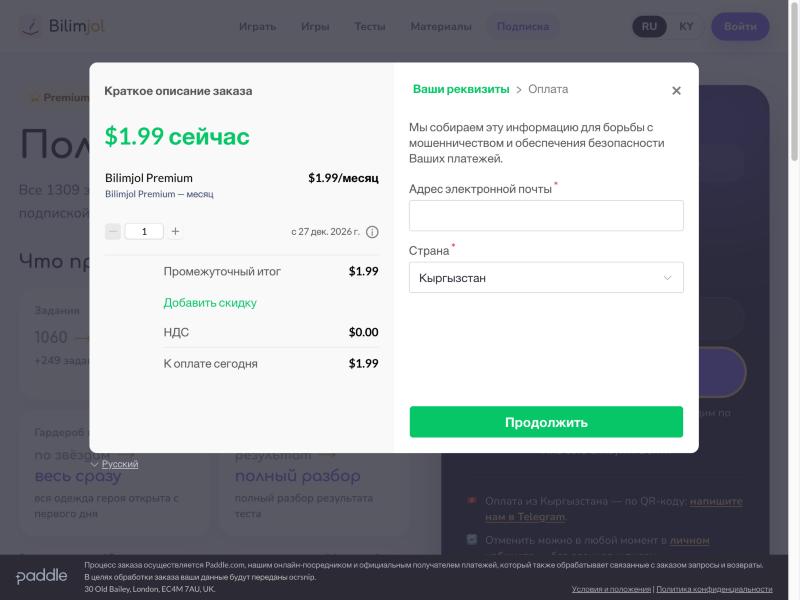 Bilimjol
Играть
Игры
Тесты
Материалы
Подписка
RU
KY
Войти
Premium
Пол
Все 1309 з
подпиской
Что пр
Задания
1060
+249 зада
Гардероб
по звёздам
весь сразу
вся одежда героя открыта с
первого дня
результат
полный разбор
полный разбор результата
теста
Краткое описание заказа
$1.99 сейчас
Bilimjol Premium
$1.99/месяц
Bilimjol Premium — месяц
1
с 27 дек. 2026 г.
Промежуточный итог
$1.99
Добавить скидку
НДС
$0.00
К оплате сегодня
$1.99
Ваши реквизиты > Оплата
Мы собираем эту информацию для борьбы с
мошенничеством и обеспечения безопасности
Ваших платежей.
Адрес электронной почты *
Страна *
Кыргызстан
Продолжить
Русский
Оплата из Кыргызстана — по QR-коду: напишите
нам в Telegram.
Отменить можно в любой момент в личном
paddle
Процесс заказа осуществляется Paddle.com, нашим онлайн-посредником и официальным получателем платежей, который также обрабатывает связанные с заказом запросы и возвраты.
В целях обработки заказа ваши данные будут переданы ocrsnip.
30 Old Bailey, London, EC4M 7AU, UK.
Условия и положения | Политика конфиденциальности